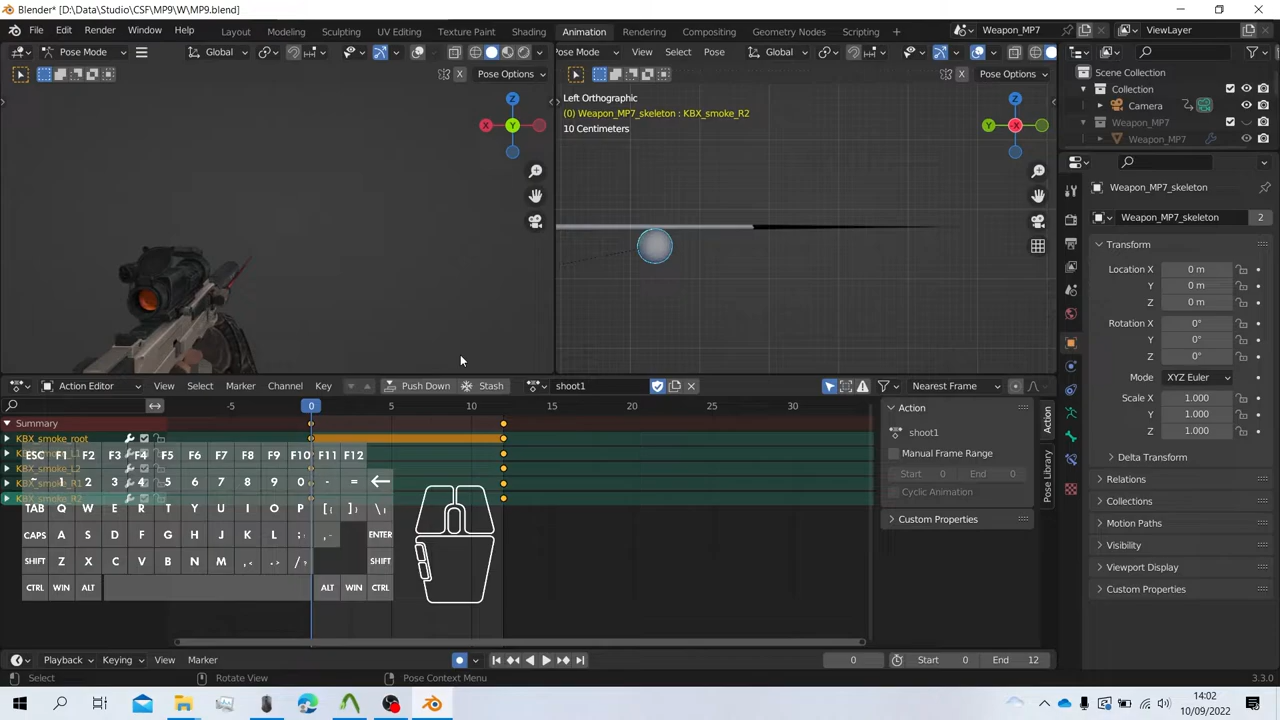 Blender* [D:\Data\Studio\CSF\MP9\W\MP9.blend]
File Edit Render Window Help Layout Modeling Sculpting UV Editing Texture Paint Shading Animation Rendering Compositing Geometry Nodes Scripting Weapon_MP7 ViewLayer
Pose Mode Global ose Mode View Select Pose Global
Pose Options Pose Options
Scene Collection
Collection
Camera
Weapon_MP7
Weapon_MP7
Left Orthographic
(0) Weapon_MP7_skeleton : KBX_smoke_R2
10 Centimeters
Z X Y
Z Y -X
Weapon_MP7_skeleton
Weapon_MP7_skeleton 2
Transform
Location X 0 m
Y 0 m
Z 0 m
Rotation X 0°
Y 0°
Z 0°
Mode XYZ Euler
Scale X 1.000
Y 1.000
Z 1.000
Delta Transform
Relations
Collections
Motion Paths
Visibility
Viewport Display
Custom Properties
Action Editor View Select Marker Channel Key Push Down Stash shoot1 Nearest Frame
-5 0 5 10 15 20 25 30
Summary
KBX_smoke_root
L2
R1
KBX_smoke_R2
Action
shoot1
Manual Frame Range
Start 0 End 0
Cyclic Animation
Custom Properties
Action
Pose Library
ESC F1 F2 F3 F4 F5 F6 F7 F8 F9 F10 F11 F12
1 2 3 4 5 6 7 8 9 0 - =
TAB Q W E R T Y U I O P [{ ]} \|
CAPS A S D F G H J K L ENTER
SHIFT Z X C V B N M ,< .> /? SHIFT
CTRL WIN ALT ALT WIN CTRL
Playback Keying View Marker 0 Start 0 End 12
Select Rotate View Pose Context Menu 3.3.0
14:02
10/09/2022